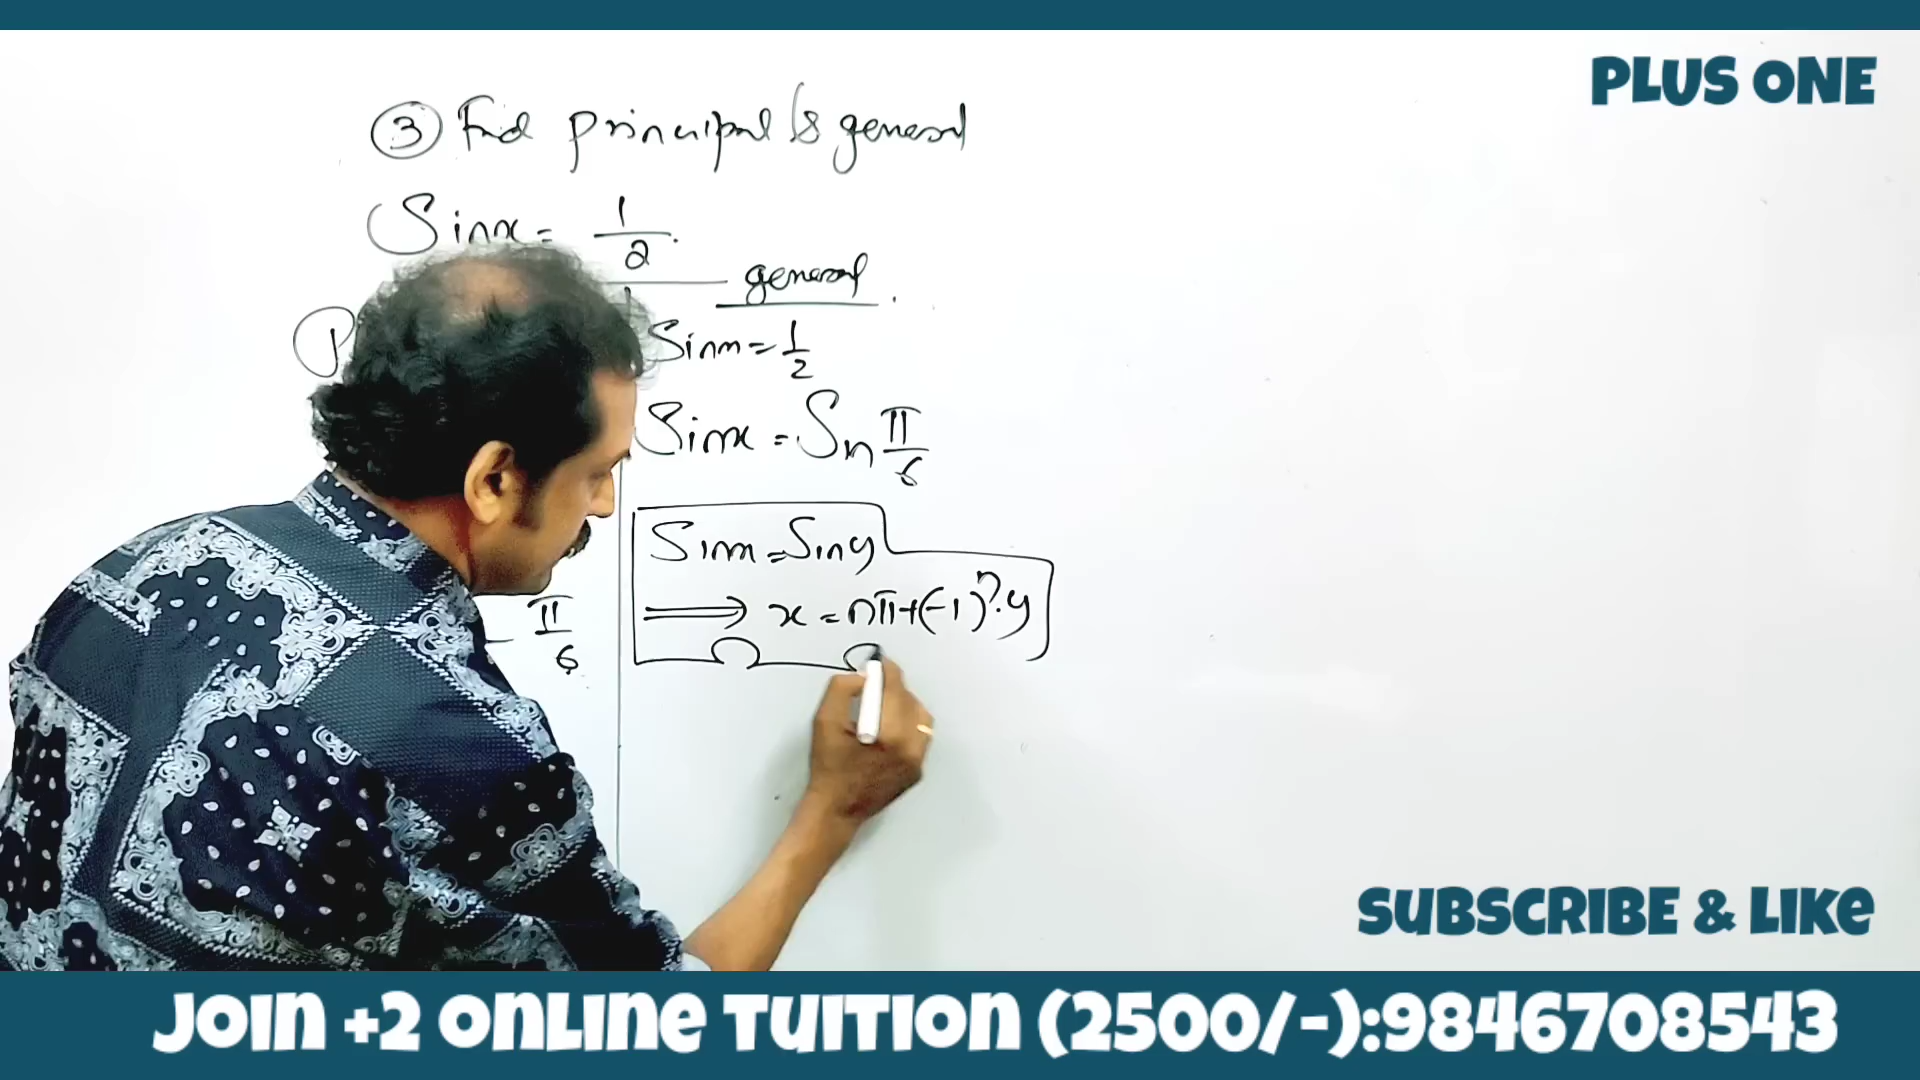 PLUS ONE
③ Find principal & general
Sinx = 1/2
general
P
Sinx = 1/2
Sinx = Sin π/6
π/6
Sinx = Siny
⟹ x = nπ+(-1)ⁿ.y
SUBSCRIBE & LIKE
JOIN +2 ONLINE TUITION (2500/-):9846708543